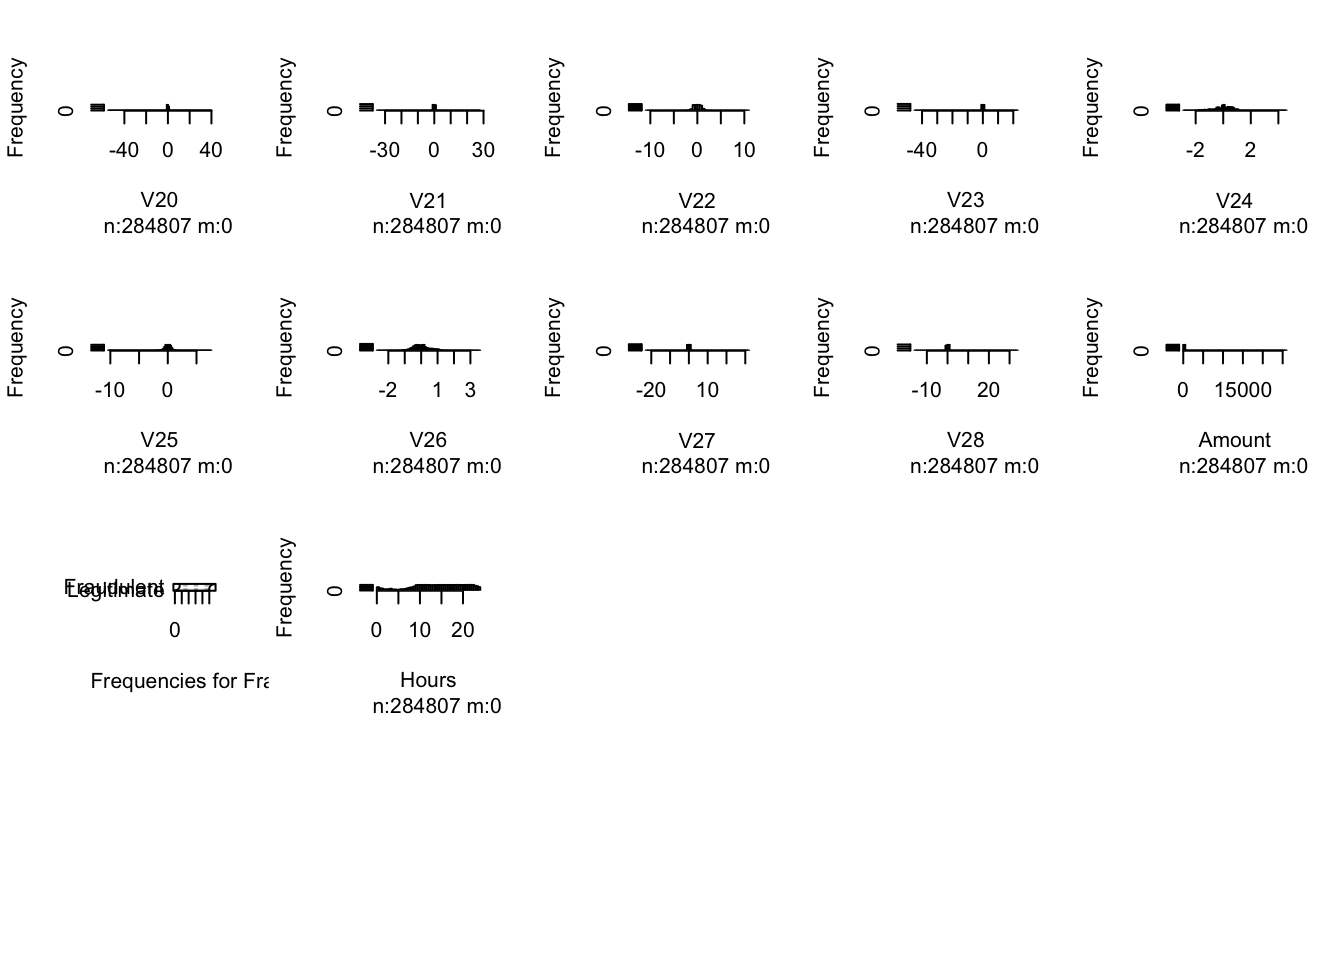 Frequency
0
-40 0 40
V20
n:284807 m:0
Frequency
0
-30 0 30
V21
n:284807 m:0
Frequency
0
-10 0 10
V22
n:284807 m:0
Frequency
0
-40 0
V23
n:284807 m:0
Frequency
0
-2 2
V24
n:284807 m:0
Frequency
0
-10 0
V25
n:284807 m:0
Frequency
0
-2 1 3
V26
n:284807 m:0
Frequency
0
-20 10
V27
n:284807 m:0
Frequency
0
-10 20
V28
n:284807 m:0
Frequency
0
0 15000
Amount
n:284807 m:0
Fraudulent
Legitimate
0
Frequencies for Fra
Frequency
0
0 10 20
Hours
n:284807 m:0